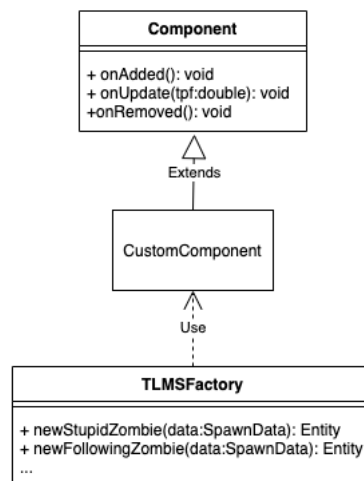 Component
+ onAdded(): void
+ onUpdate(tpf:double): void
+onRemoved(): void
Extends
CustomComponent
Use
TLMSFactory
+ newStupidZombie(data:SpawnData): Entity
+ newFollowingZombie(data:SpawnData): Entity
...